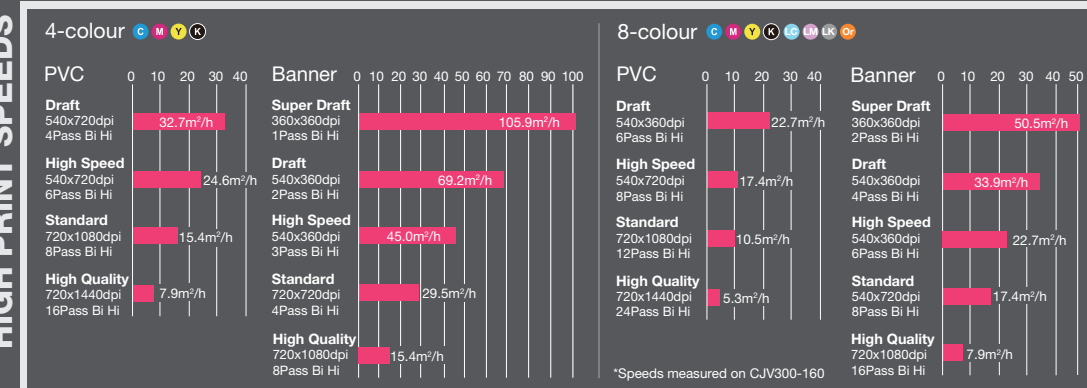 HIGH PRINT SPEEDS
4-colour C M Y K
PVC 0 10 20 30 40
Draft
540x720dpi 32.7m²/h
4Pass Bi Hi
High Speed
540x720dpi 24.6m²/h
6Pass Bi Hi
Standard
720x1080dpi 15.4m²/h
8Pass Bi Hi
High Quality
720x1440dpi 7.9m²/h
16Pass Bi Hi
Banner 0 10 20 30 40 50 60 70 80 90 100
Super Draft
360x360dpi 105.9m²/h
1Pass Bi Hi
Draft
540x360dpi 69.2m²/h
2Pass Bi Hi
High Speed
540x360dpi 45.0m²/h
3Pass Bi Hi
Standard
720x720dpi 29.5m²/h
4Pass Bi Hi
High Quality
720x1080dpi 15.4m²/h
8Pass Bi Hi
8-colour C M Y K LC LM LK Or
PVC 0 10 20 30 40
Draft
540x360dpi 22.7m²/h
6Pass Bi Hi
High Speed
540x720dpi 17.4m²/h
8Pass Bi Hi
Standard
720x1080dpi 10.5m²/h
12Pass Bi Hi
High Quality
720x1440dpi 5.3m²/h
24Pass Bi Hi
*Speeds measured on CJV300-160
Banner 0 10 20 30 40 50
Super Draft
360x360dpi 50.5m²/h
2Pass Bi Hi
Draft
540x360dpi 33.9m²/h
4Pass Bi Hi
High Speed
540x360dpi 22.7m²/h
6Pass Bi Hi
Standard
540x720dpi 17.4m²/h
8Pass Bi Hi
High Quality
720x1080dpi 7.9m²/h
16Pass Bi Hi